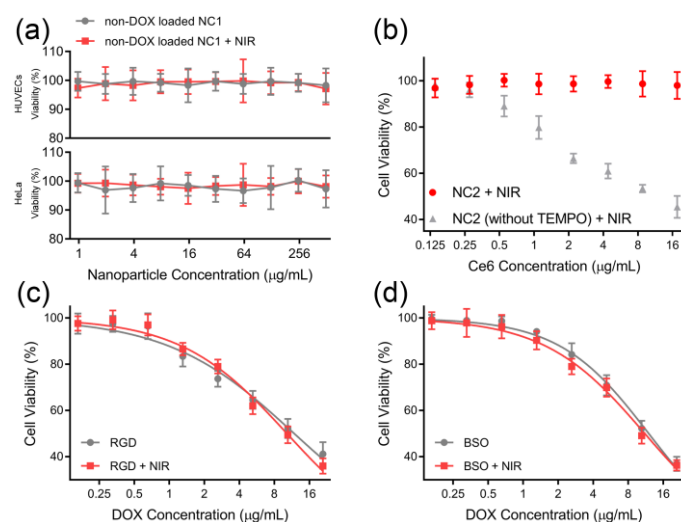 (a)
non-DOX loaded NC1
non-DOX loaded NC1 + NIR
HUVECs
Viability (%)
110
100
90
80
HeLa
Viability (%)
110
100
90
80
1 4 16 64 256
Nanoparticle Concentration (μg/mL)
(b)
Cell Viability (%)
100
80
60
40
NC2 + NIR
NC2 (without TEMPO) + NIR
0.125 0.25 0.5 1 2 4 8 16
Ce6 Concentration (μg/mL)
(c)
Cell Viability (%)
100
80
60
40
RGD
RGD + NIR
0.25 0.5 1 2 4 8 16
DOX Concentration (μg/mL)
(d)
Cell Viability (%)
100
80
60
40
BSO
BSO + NIR
0.25 0.5 1 2 4 8 16
DOX Concentration (μg/mL)